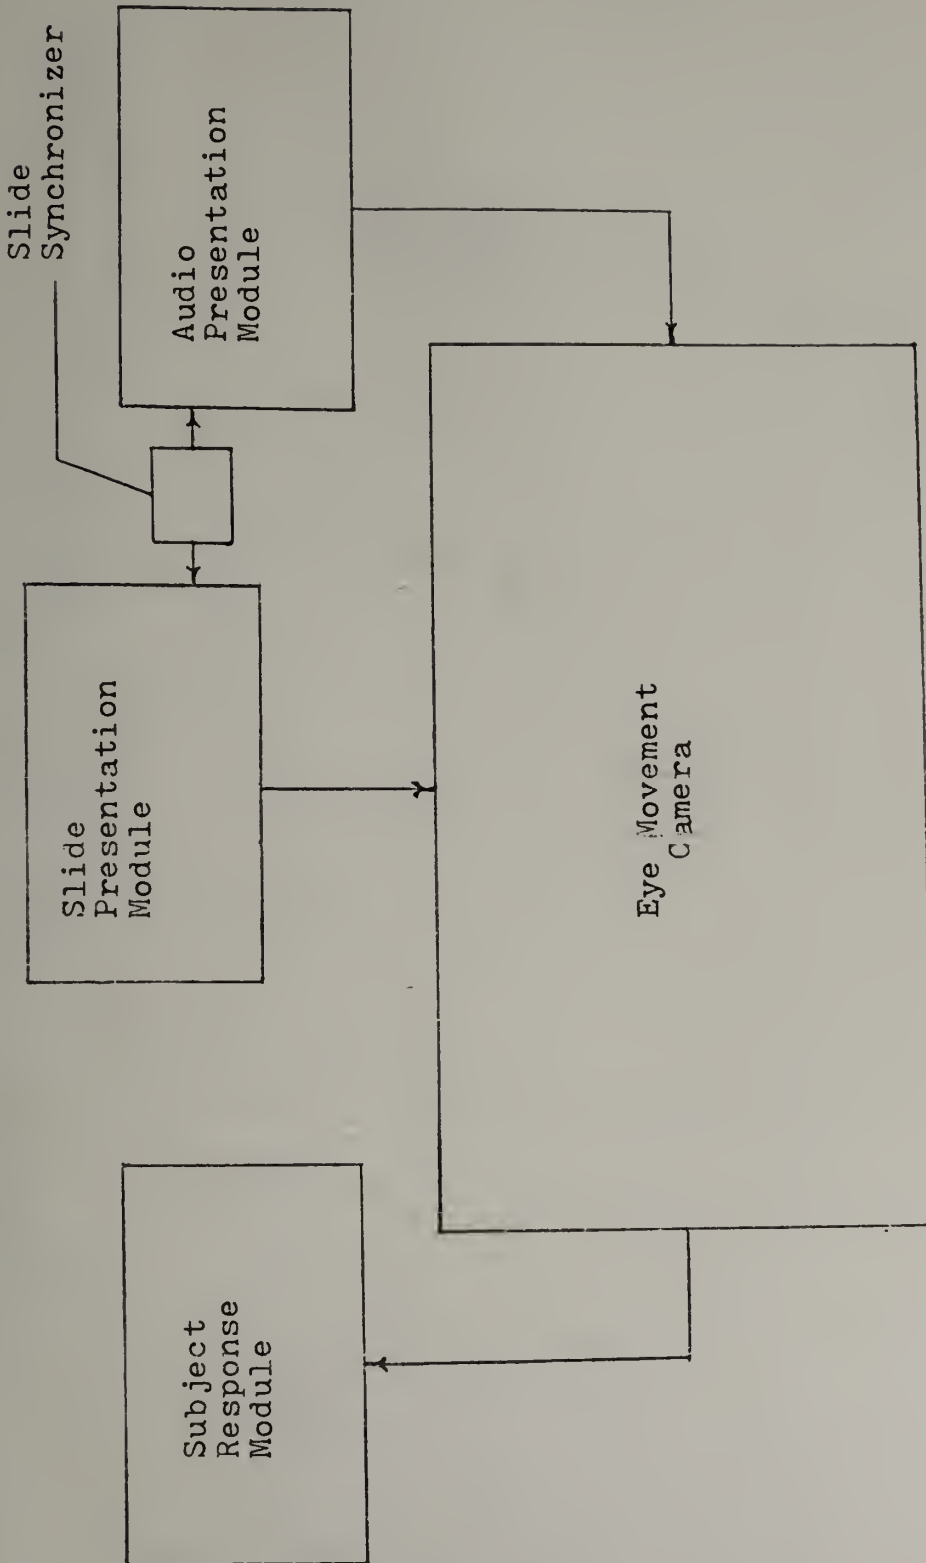 Slide
Synchronizer
Audio
Presentation
Module
Slide
Presentation
Module
Eye Movement
Camera
Subject
Response
Module